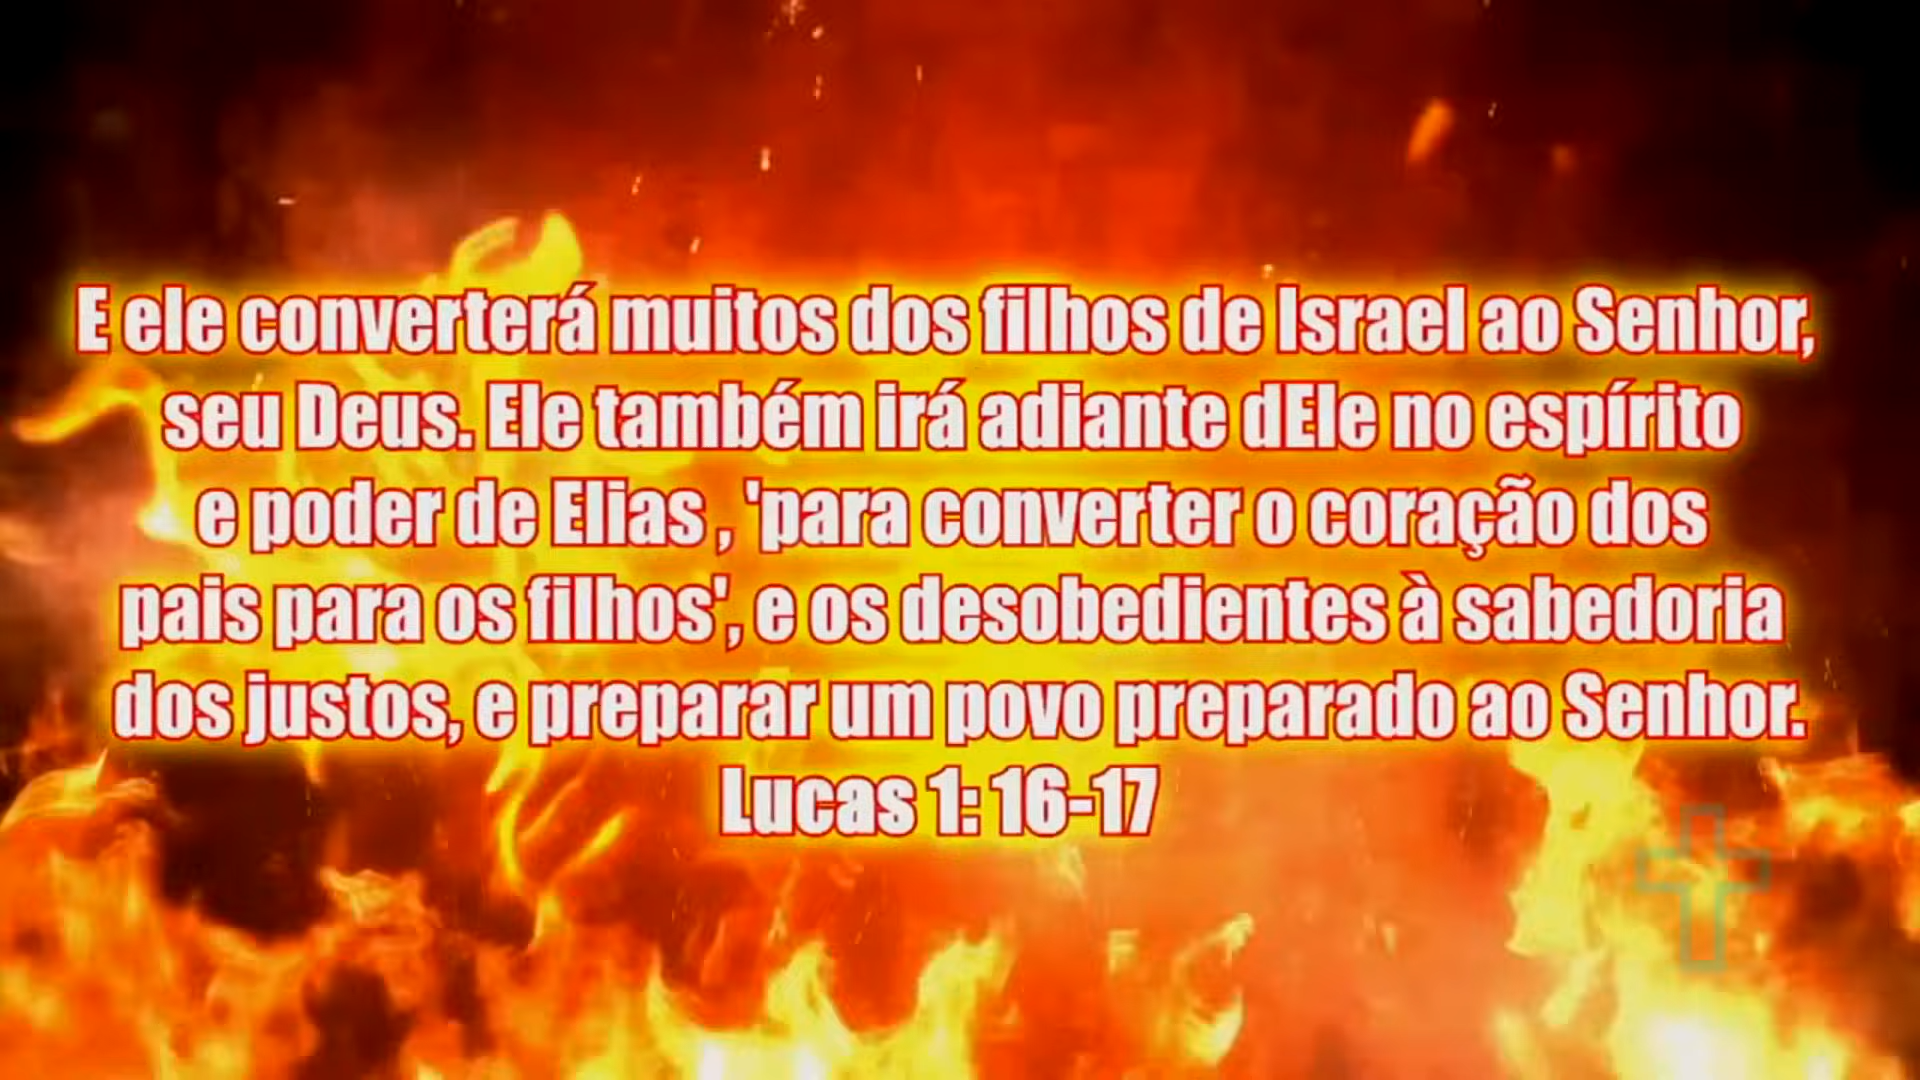 E ele converterá muitos dos filhos de Israel ao Senhor,
seu Deus. Ele também irá adiante dEle no espírito
e poder de Elias , 'para converter o coração dos
pais para os filhos', e os desobedientes à sabedoria
dos justos, e preparar um povo preparado ao Senhor.
Lucas 1: 16-17